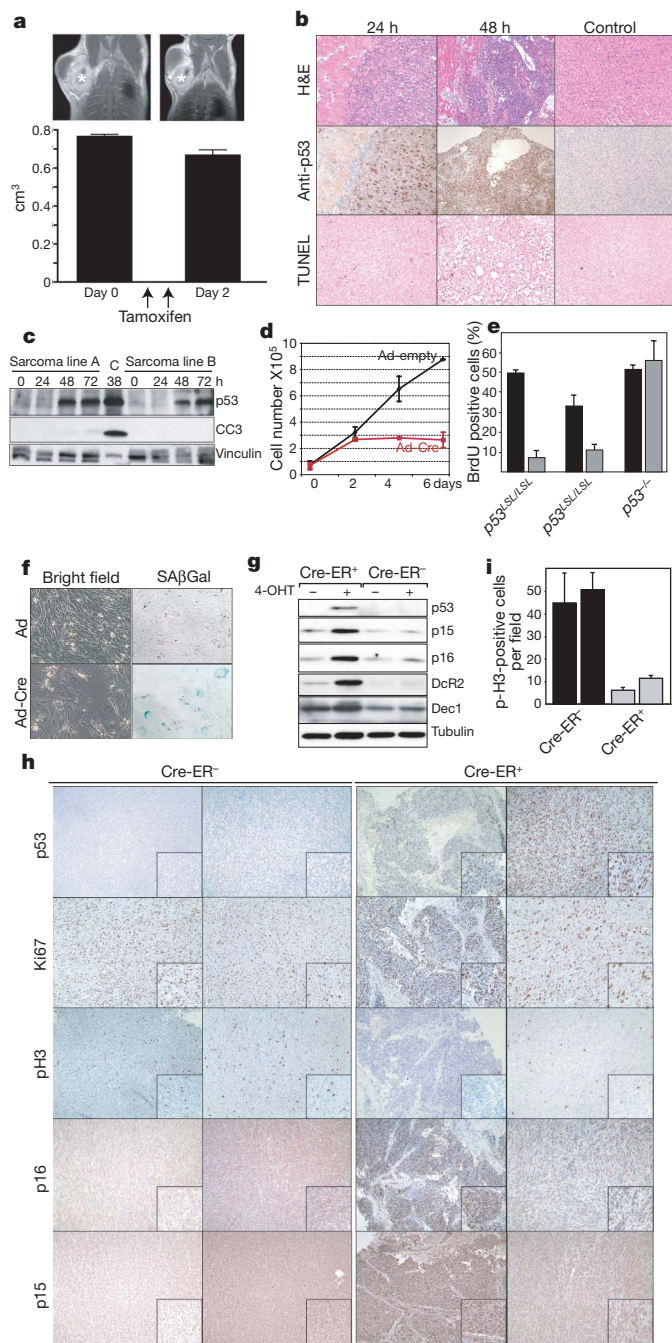 a
0.8
0.6
0.4
0.2
0
cm³
Day 0
Day 2
Tamoxifen
b
24 h
48 h
Control
H&E
Anti-p53
TUNEL
c
Sarcoma line A
C
Sarcoma line B
0 24 48 72 38 0 24 48 72 h
p53
CC3
Vinculin
d
Cell number X10⁵
9
8
7
6
5
4
3
2
1
0
Ad-empty
Ad-Cre
0 2 4 6 days
e
BrdU positive cells (%)
60
50
40
30
20
10
0
p53^LSL/LSL
p53^LSL/LSL
p53^−/−
f
Bright field
SAβGal
Ad
Ad-Cre
g
Cre-ER⁺ Cre-ER⁻
4-OHT − + − +
p53
p15
p16
DcR2
Dec1
Tubulin
i
p-H3-positive cells
per field
50
40
30
20
10
0
Cre-ER⁻
Cre-ER⁺
h
Cre-ER⁻
Cre-ER⁺
p53
Ki67
pH3
p16
p15